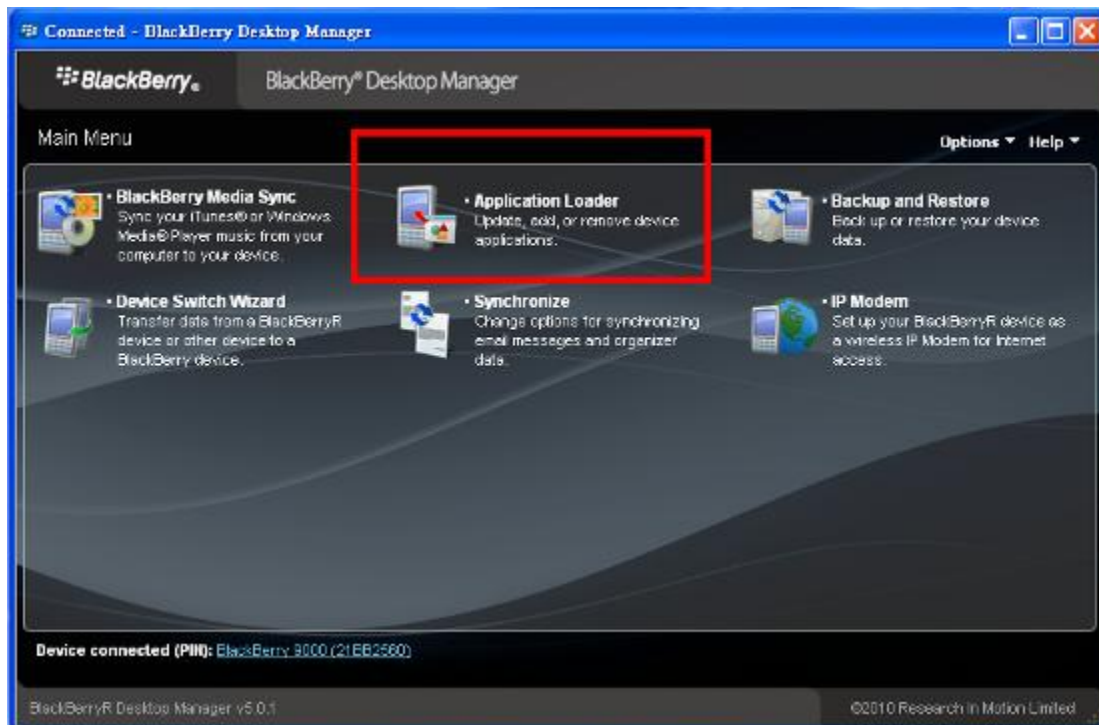 Connected - BlackBerry Desktop Manager
BlackBerry®
BlackBerry® Desktop Manager
Main Menu
Options Help
· BlackBerry Media Sync
Sync your iTunes® or Windows
Media®Player music from your
computer to your device.
· Application Loader
Update, add, or remove device
applications.
· Backup and Restore
Back up or restore your device
data.
· Device Switch Wizard
Transfer data from a BlackBerryR
device or other device to a
BlackBerry device.
· Synchronize
Change options for synchronizing
email messages and organizer
data.
· IP Modem
Set up your BlackBerryR device as
a wireless IP Modem for Internet
access.
Device connected (PIN): BlackBerry 9000 (21EB2560)
BlackBerryR Desktop Manager v5.0.1
©2010 Research In Motion Limited